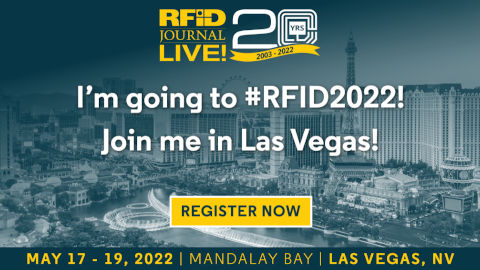 RFiD
JOURNAL
LIVE!
20
YRS
2003 - 2022
I'm going to #RFID2022!
Join me in Las Vegas!
REGISTER NOW
MAY 17 - 19, 2022 | MANDALAY BAY | LAS VEGAS, NV